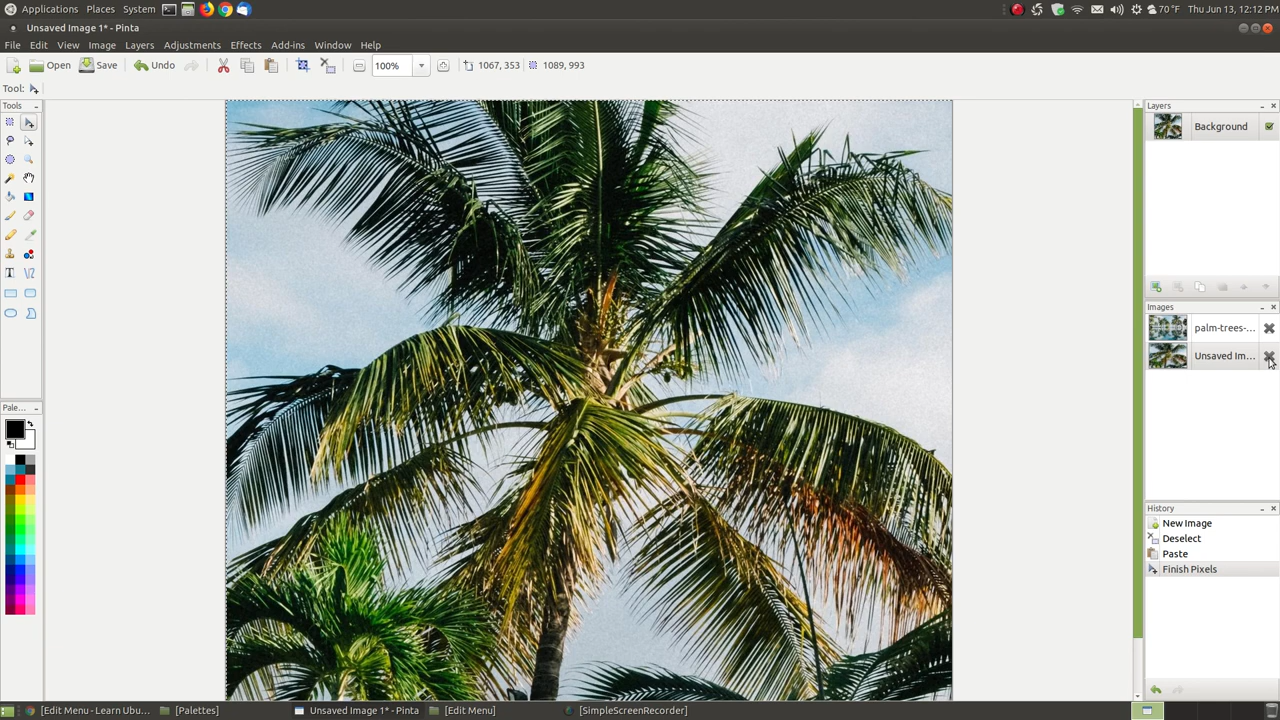 Applications Places System 70 °F Thu Jun 13, 12:12 PM
Unsaved Image 1* - Pinta
File Edit View Image Layers Adjustments Effects Add-ins Window Help
Open Save Undo 100% 1067, 353 1089, 993
Tool:
Tools
Layers
Background
Images
palm-trees-...
Unsaved Im...
Pale...
History
New Image
Deselect
Paste
Finish Pixels
[Edit Menu - Learn Ubu... [Palettes] Unsaved Image 1* - Pinta [Edit Menu] [SimpleScreenRecorder]